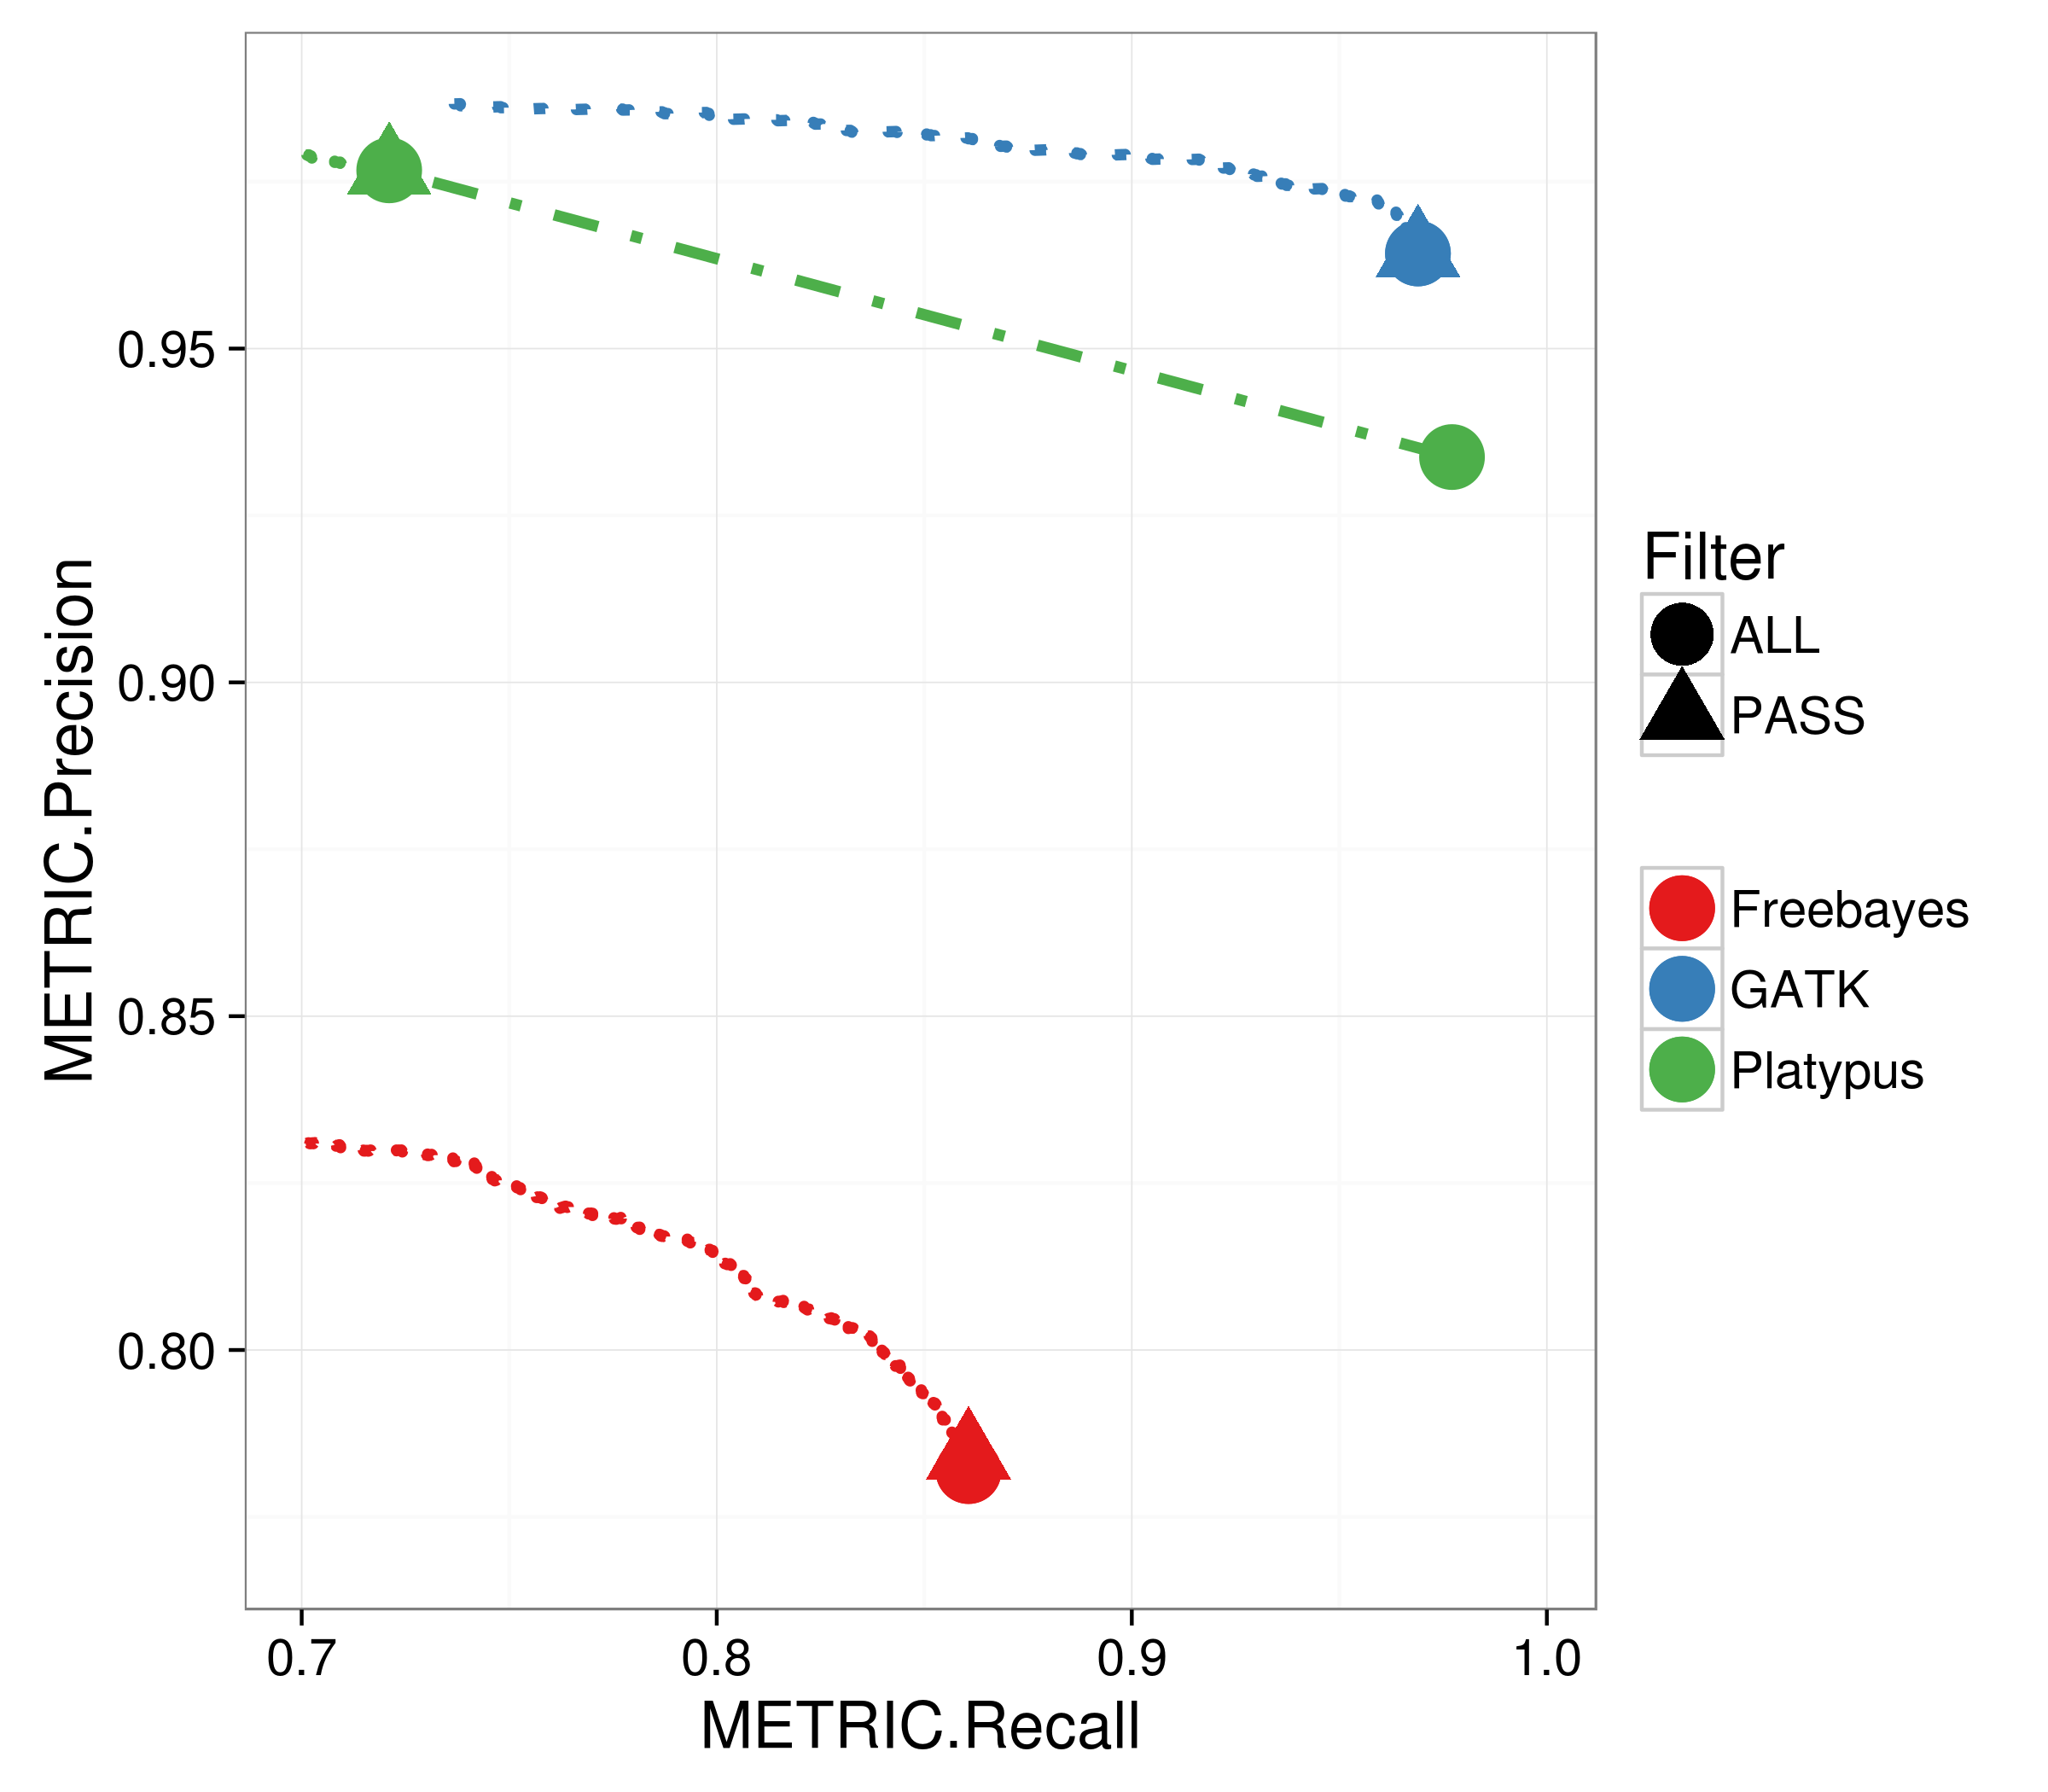 METRIC.Precision
0.95
0.90
0.85
0.80
0.7
0.8
0.9
1.0
METRIC.Recall
Filter
ALL
PASS
Freebayes
GATK
Platypus